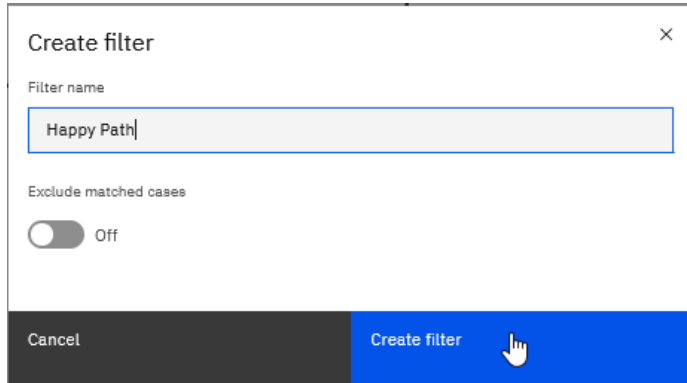 Create filter
Filter name
Happy Path
Exclude matched cases
Off
Cancel
Create filter